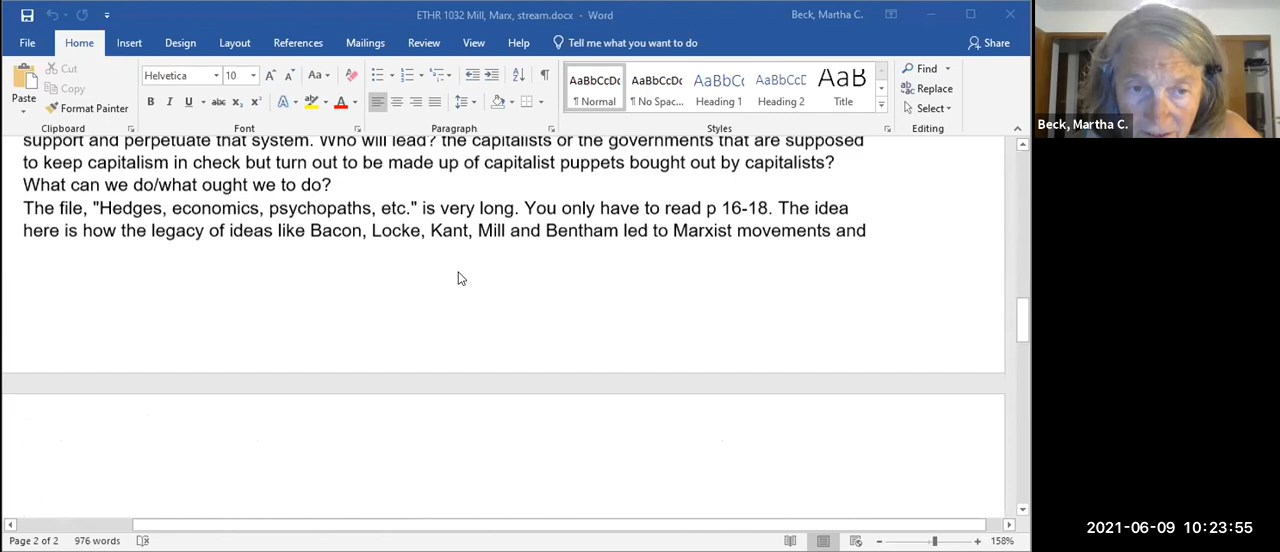 ETHR 1032 Mill, Marx, stream.docx - Word
Beck, Martha C.
File Home Insert Design Layout References Mailings Review View Help Tell me what you want to do Share
Paste
Cut
Copy
Format Painter
Clipboard
Helvetica 10
Font
Paragraph
AaBbCcDc
¶ Normal
AaBbCcDc
¶ No Spac...
AaBbC
Heading 1
AaBbCcD
Heading 2
AaB
Title
Styles
Find
Replace
Select
Editing
support and perpetuate that system. Who will lead? the capitalists or the governments that are supposed
to keep capitalism in check but turn out to be made up of capitalist puppets bought out by capitalists?
What can we do/what ought we to do?
The file, "Hedges, economics, psychopaths, etc." is very long. You only have to read p 16-18. The idea
here is how the legacy of ideas like Bacon, Locke, Kant, Mill and Bentham led to Marxist movements and
Page 2 of 2 976 words
158%
Beck, Martha C.
2021-06-09 10:23:55